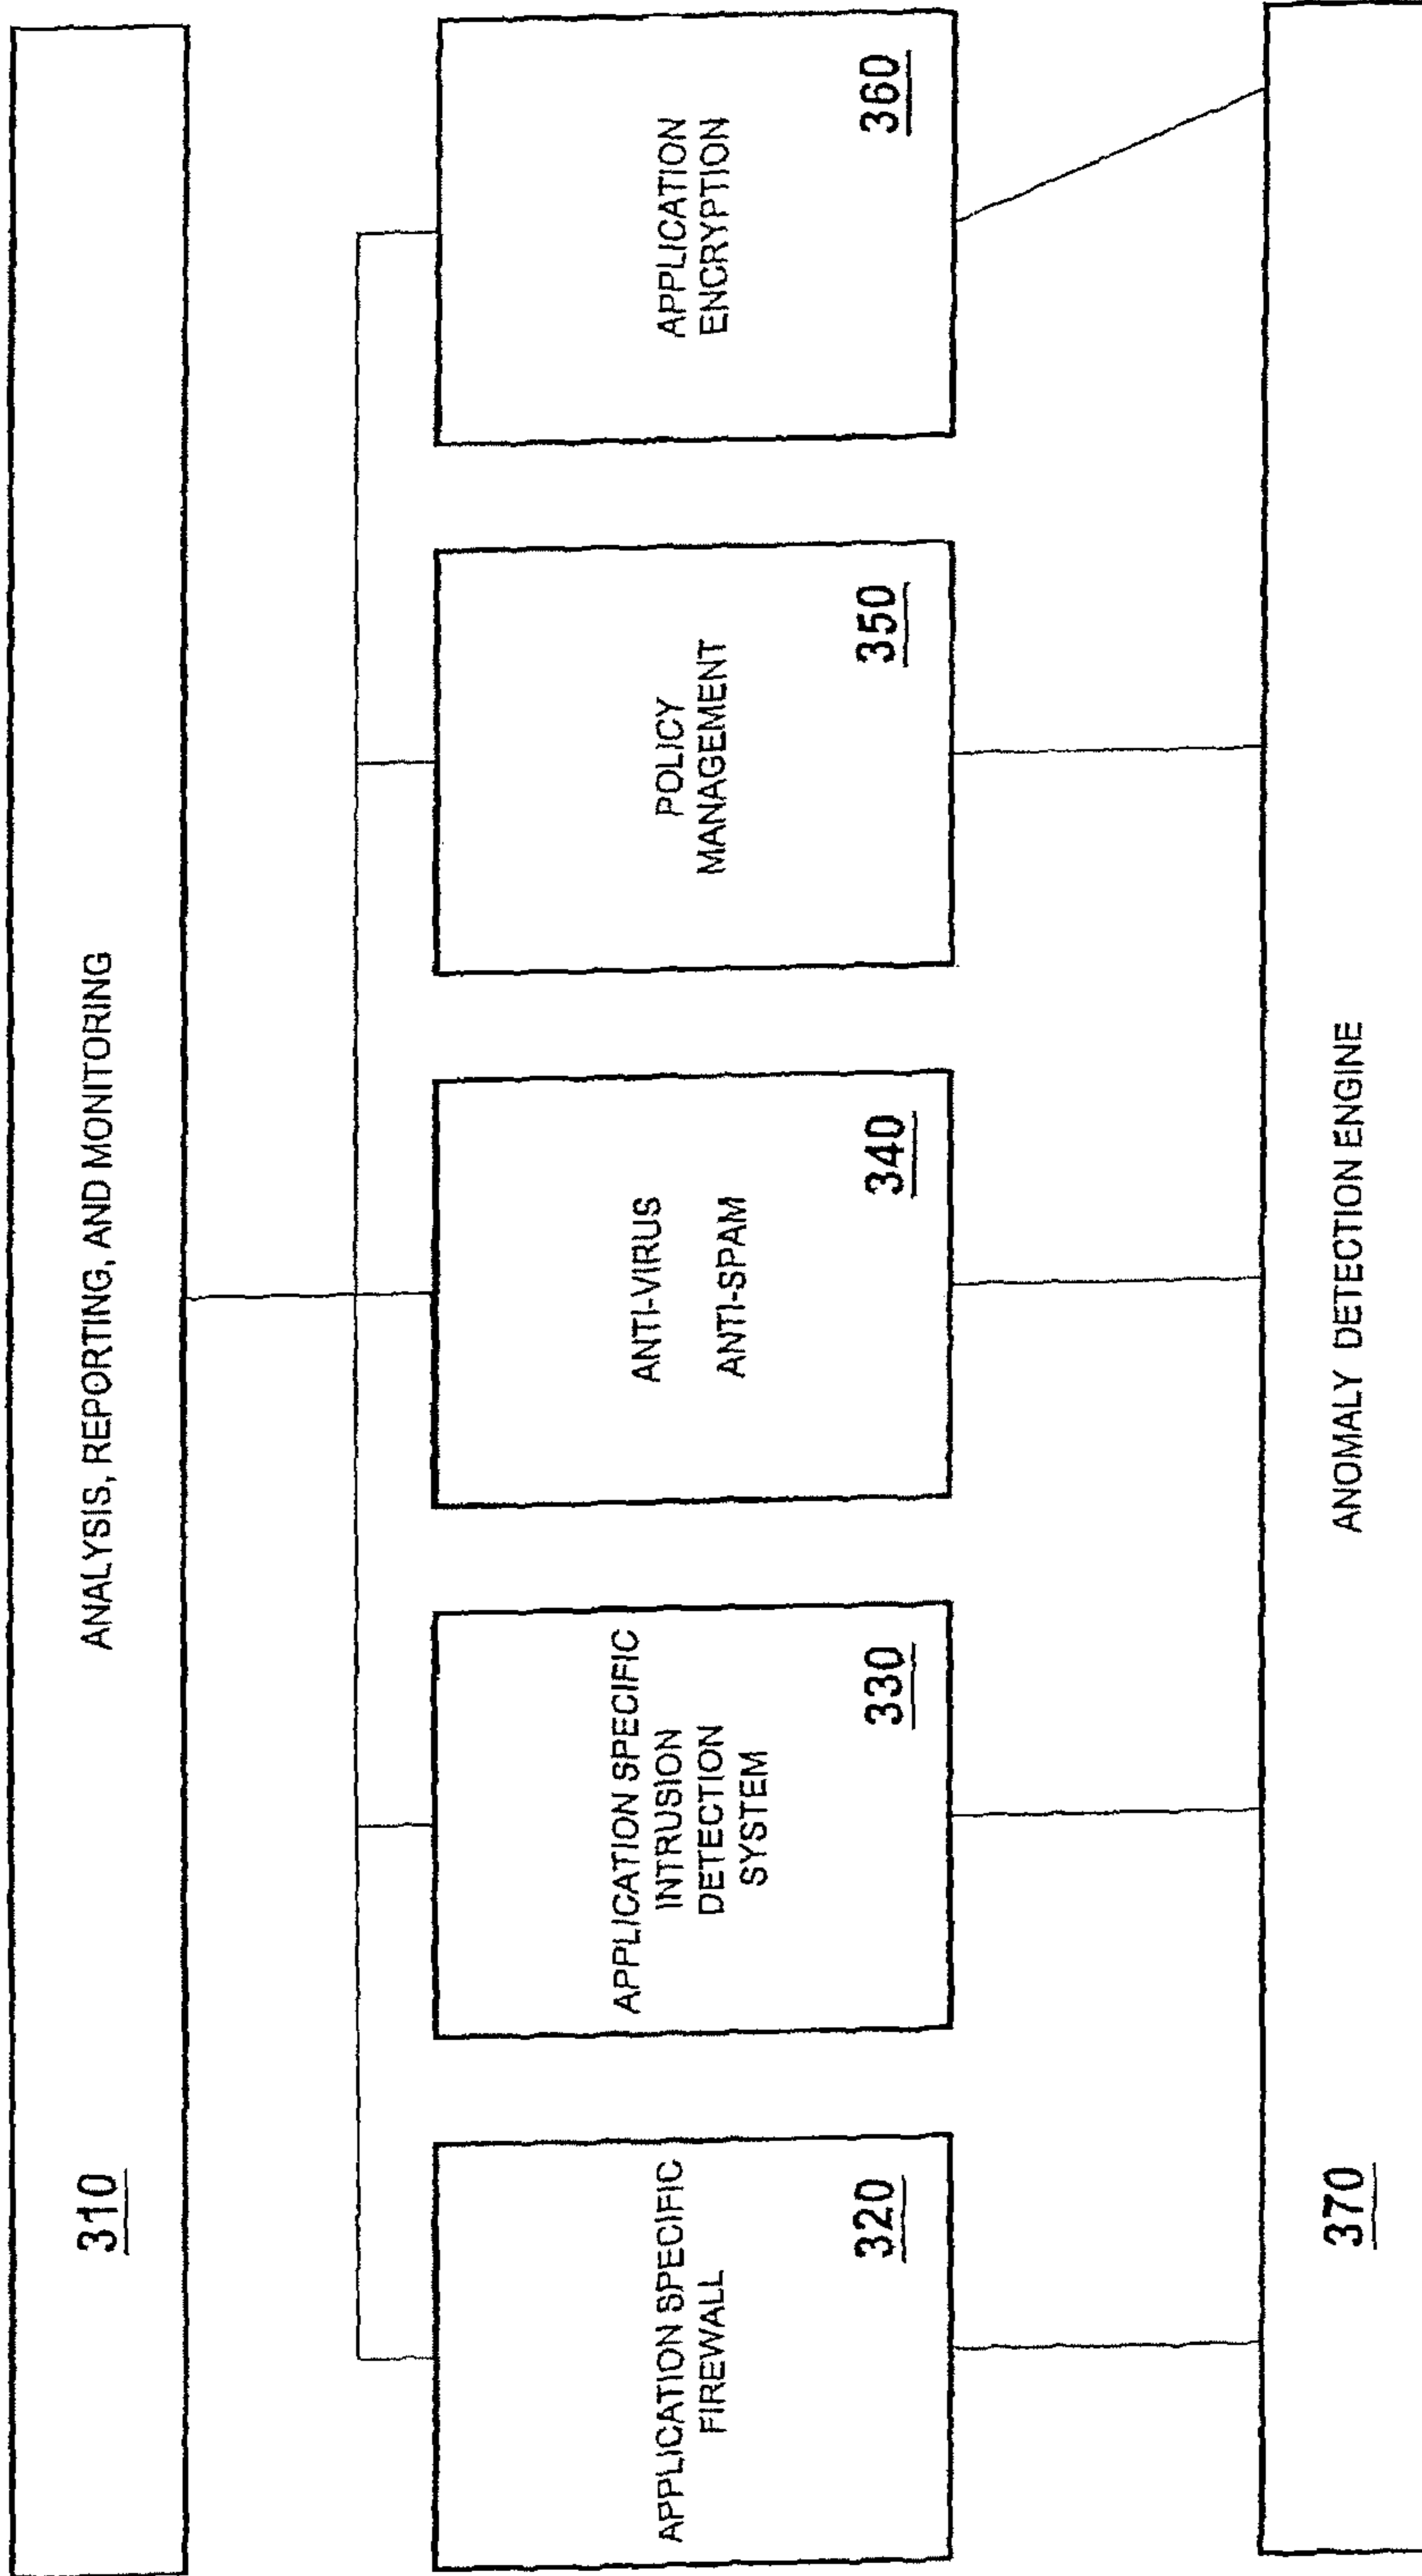 310
ANALYSIS, REPORTING, AND MONITORING
APPLICATION SPECIFIC
FIREWALL
320
APPLICATION SPECIFIC
INTRUSION
DETECTION
SYSTEM
330
ANTI-VIRUS
ANTI-SPAM
340
POLICY
MANAGEMENT
350
APPLICATION
ENCRYPTION
360
370
ANOMALY DETECTION ENGINE